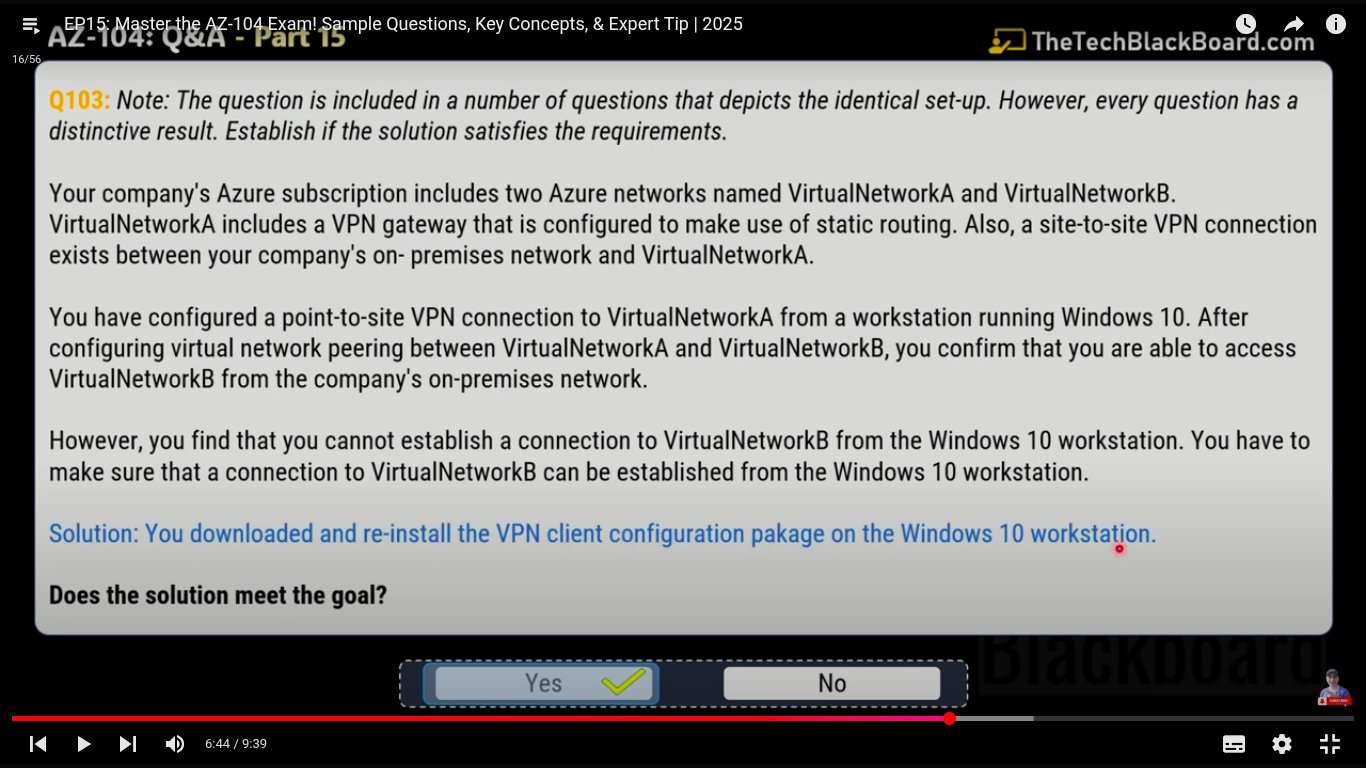 EP15: Master the AZ-104 Exam! Sample Questions, Key Concepts, & Expert Tip | 2025
AZ-104: Q&A - Part 15
TheTechBlackBoard.com
16/56
Q103: Note: The question is included in a number of questions that depicts the identical set-up. However, every question has a
distinctive result. Establish if the solution satisfies the requirements.
Your company's Azure subscription includes two Azure networks named VirtualNetworkA and VirtualNetworkB.
VirtualNetworkA includes a VPN gateway that is configured to make use of static routing. Also, a site-to-site VPN connection
exists between your company's on- premises network and VirtualNetworkA.
You have configured a point-to-site VPN connection to VirtualNetworkA from a workstation running Windows 10. After
configuring virtual network peering between VirtualNetworkA and VirtualNetworkB, you confirm that you are able to access
VirtualNetworkB from the company's on-premises network.
However, you find that you cannot establish a connection to VirtualNetworkB from the Windows 10 workstation. You have to
make sure that a connection to VirtualNetworkB can be established from the Windows 10 workstation.
Solution: You downloaded and re-install the VPN client configuration pakage on the Windows 10 workstation.
Does the solution meet the goal?
Blackboard
Yes
No
6:44 / 9:39